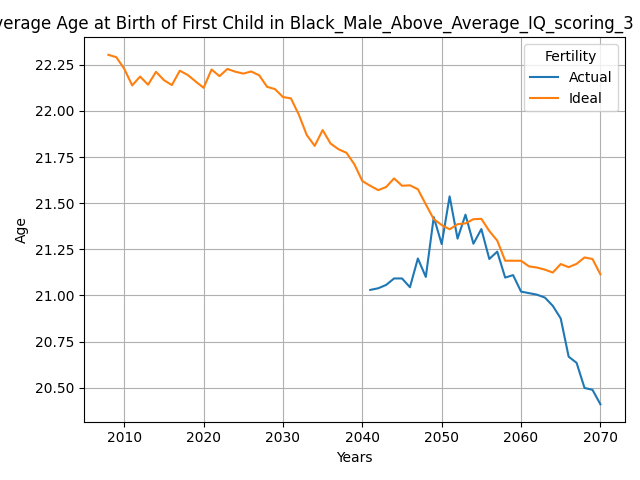 verage Age at Birth of First Child in Black_Male_Above_Average_IQ_scoring_3
Fertility
Actual
Ideal
22.25
22.00
21.75
21.50
21.25
21.00
20.75
20.50
Age
2010 2020 2030 2040 2050 2060 2070
Years